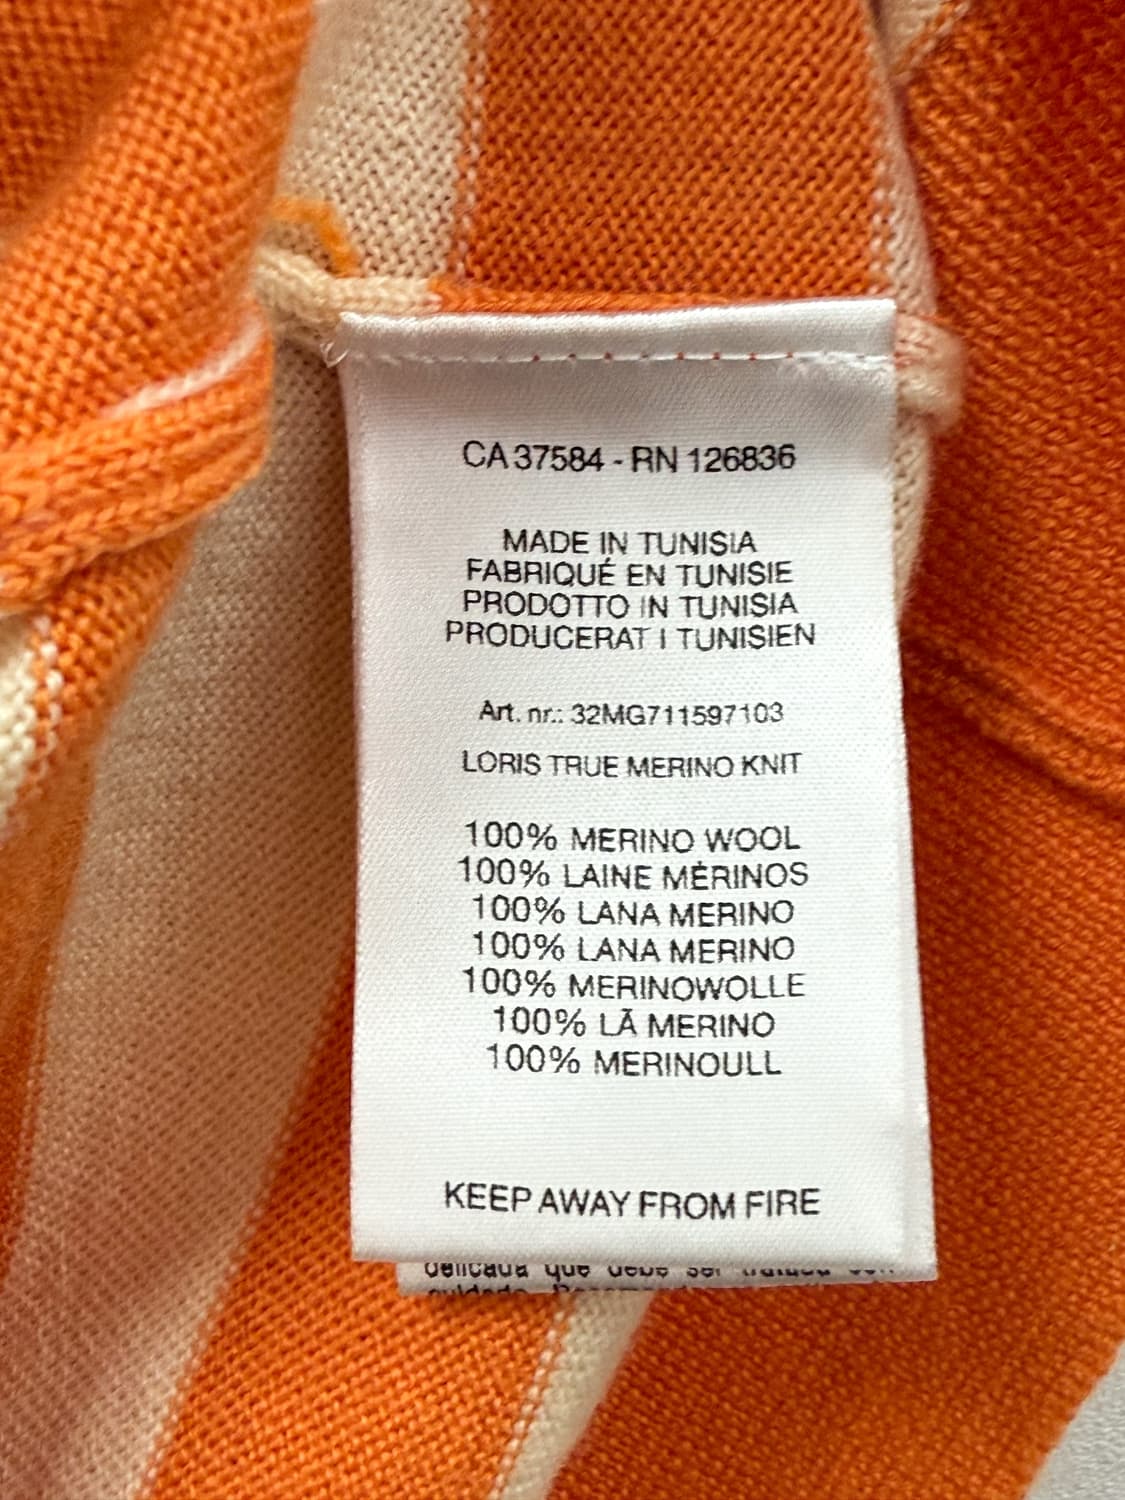 CA 37584 - RN 126836
MADE IN TUNISIA
FABRIQUÉ EN TUNISIE
PRODOTTO IN TUNISIA
PRODUCERAT I TUNISIEN
Art. nr.: 32MG711597103
LORIS TRUE MERINO KNIT
100% MERINO WOOL
100% LAINE MÉRINOS
100% LANA MERINO
100% LANA MERINO
100% MERINOWOLLE
100% LÃ MERINO
100% MERINOULL
KEEP AWAY FROM FIRE
delicada que debe ser